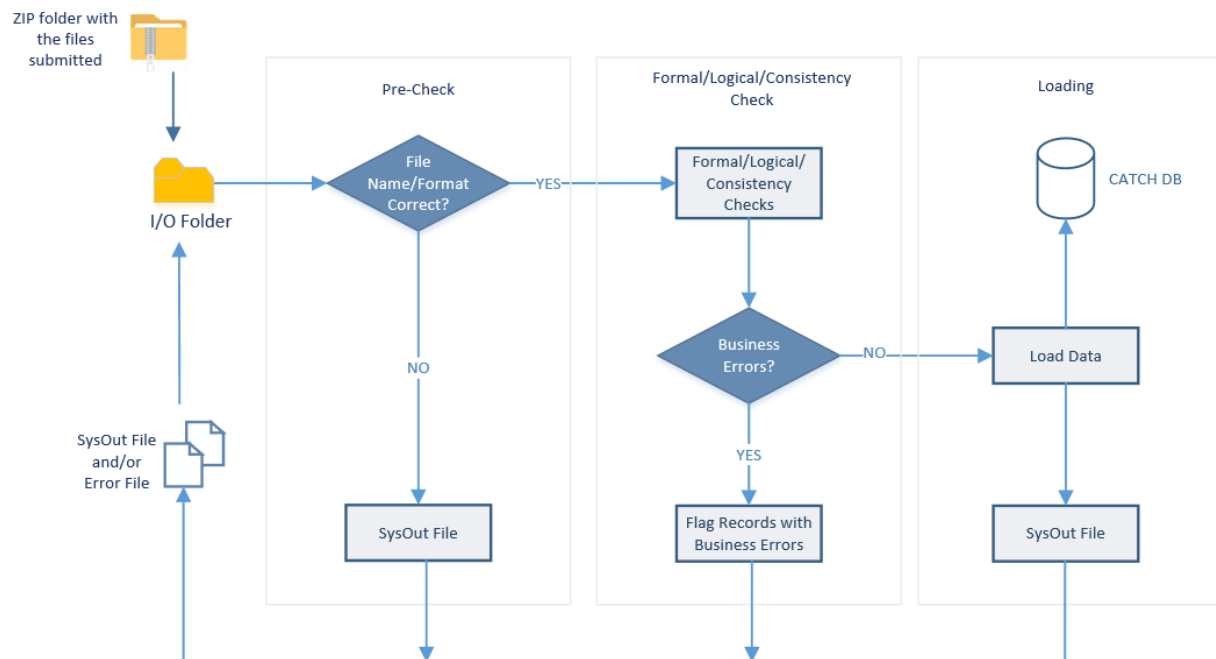 ZIP folder with
the files
submitted
I/O Folder
SysOut File
and/or
Error File
Pre-Check
File
Name/Format
Correct?
YES
NO
SysOut File
Formal/Logical/Consistency
Check
Formal/Logical/
Consistency
Checks
Business
Errors?
NO
YES
Flag Records with
Business Errors
Loading
CATCH DB
Load Data
SysOut File